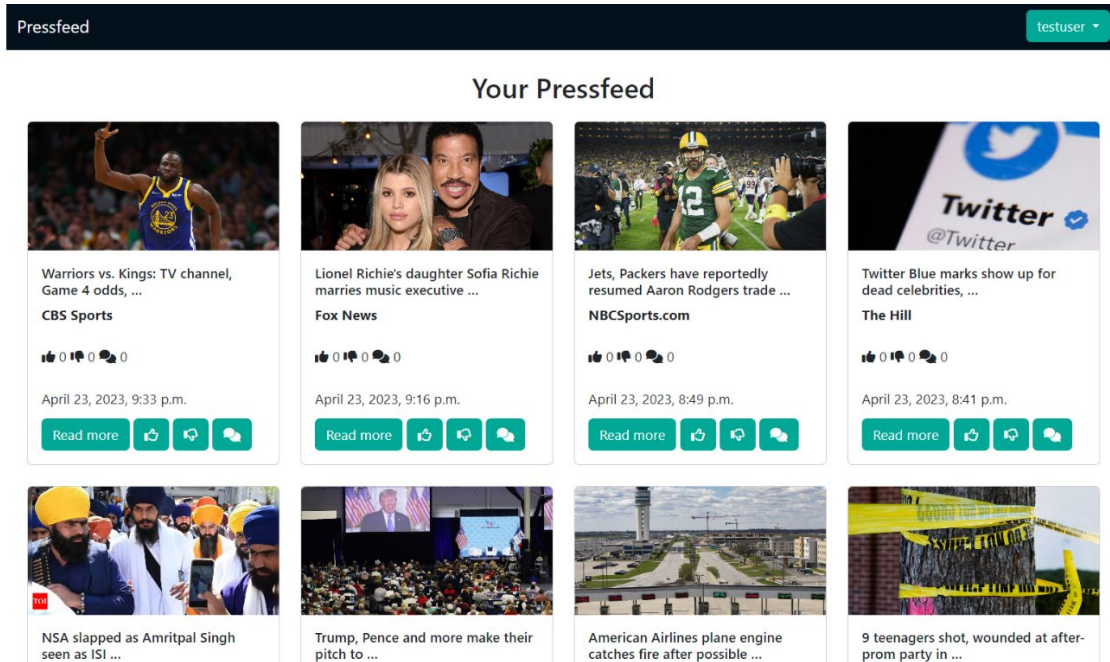 Pressfeed
testuser
Your Pressfeed
WARRIORS
23
12
Twitter
@Twitter
Warriors vs. Kings: TV channel,
Game 4 odds, ...
CBS Sports
0 0 0
April 23, 2023, 9:33 p.m.
Read more
Lionel Richie's daughter Sofia Richie
marries music executive ...
Fox News
0 0 0
April 23, 2023, 9:16 p.m.
Read more
Jets, Packers have reportedly
resumed Aaron Rodgers trade ...
NBCSports.com
0 0 0
April 23, 2023, 8:49 p.m.
Read more
Twitter Blue marks show up for
dead celebrities, ...
The Hill
0 0 0
April 23, 2023, 8:41 p.m.
Read more
TOI
NSA slapped as Amritpal Singh
seen as ISI ...
Trump, Pence and more make their
pitch to ...
American Airlines plane engine
catches fire after possible ...
9 teenagers shot, wounded at after-
prom party in ...